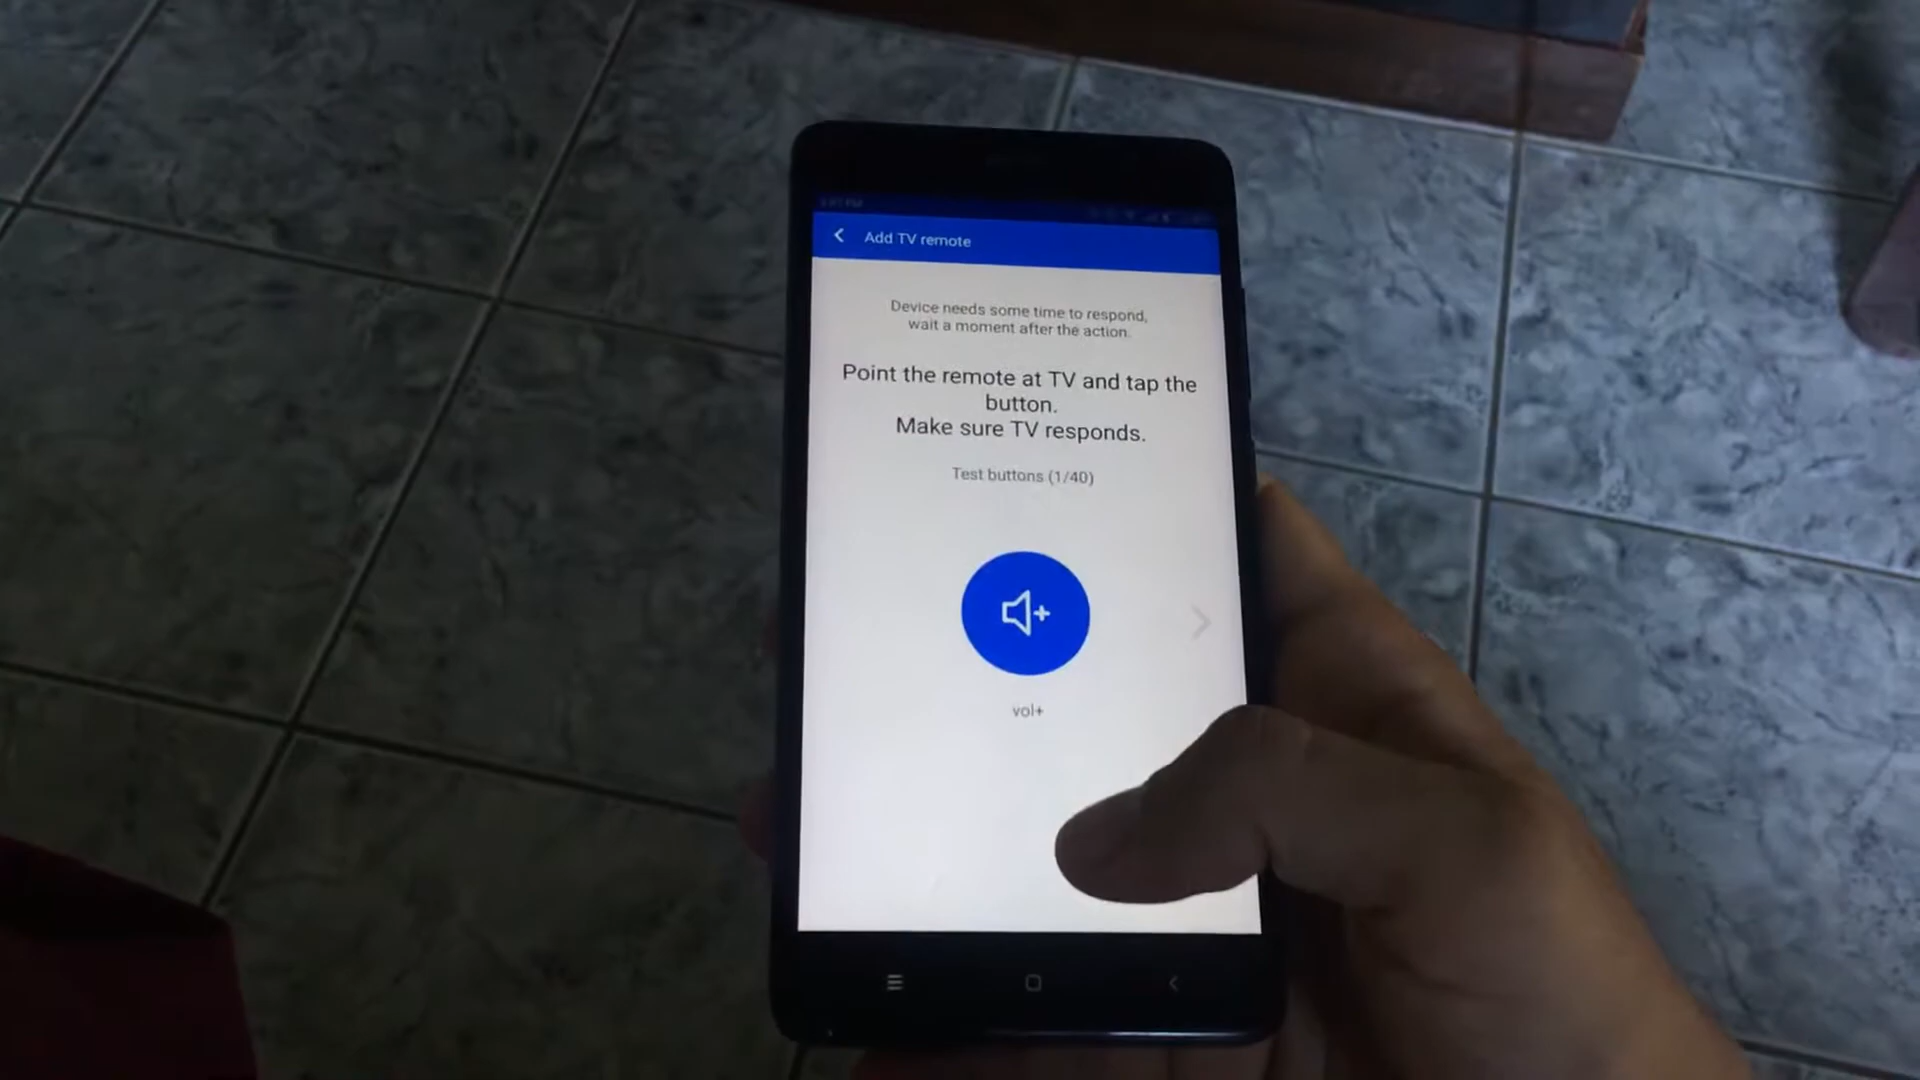 Add TV remote
Device needs some time to respond,
wait a moment after the action.
Point the remote at TV and tap the
button.
Make sure TV responds.
Test buttons (1/40)
vol+